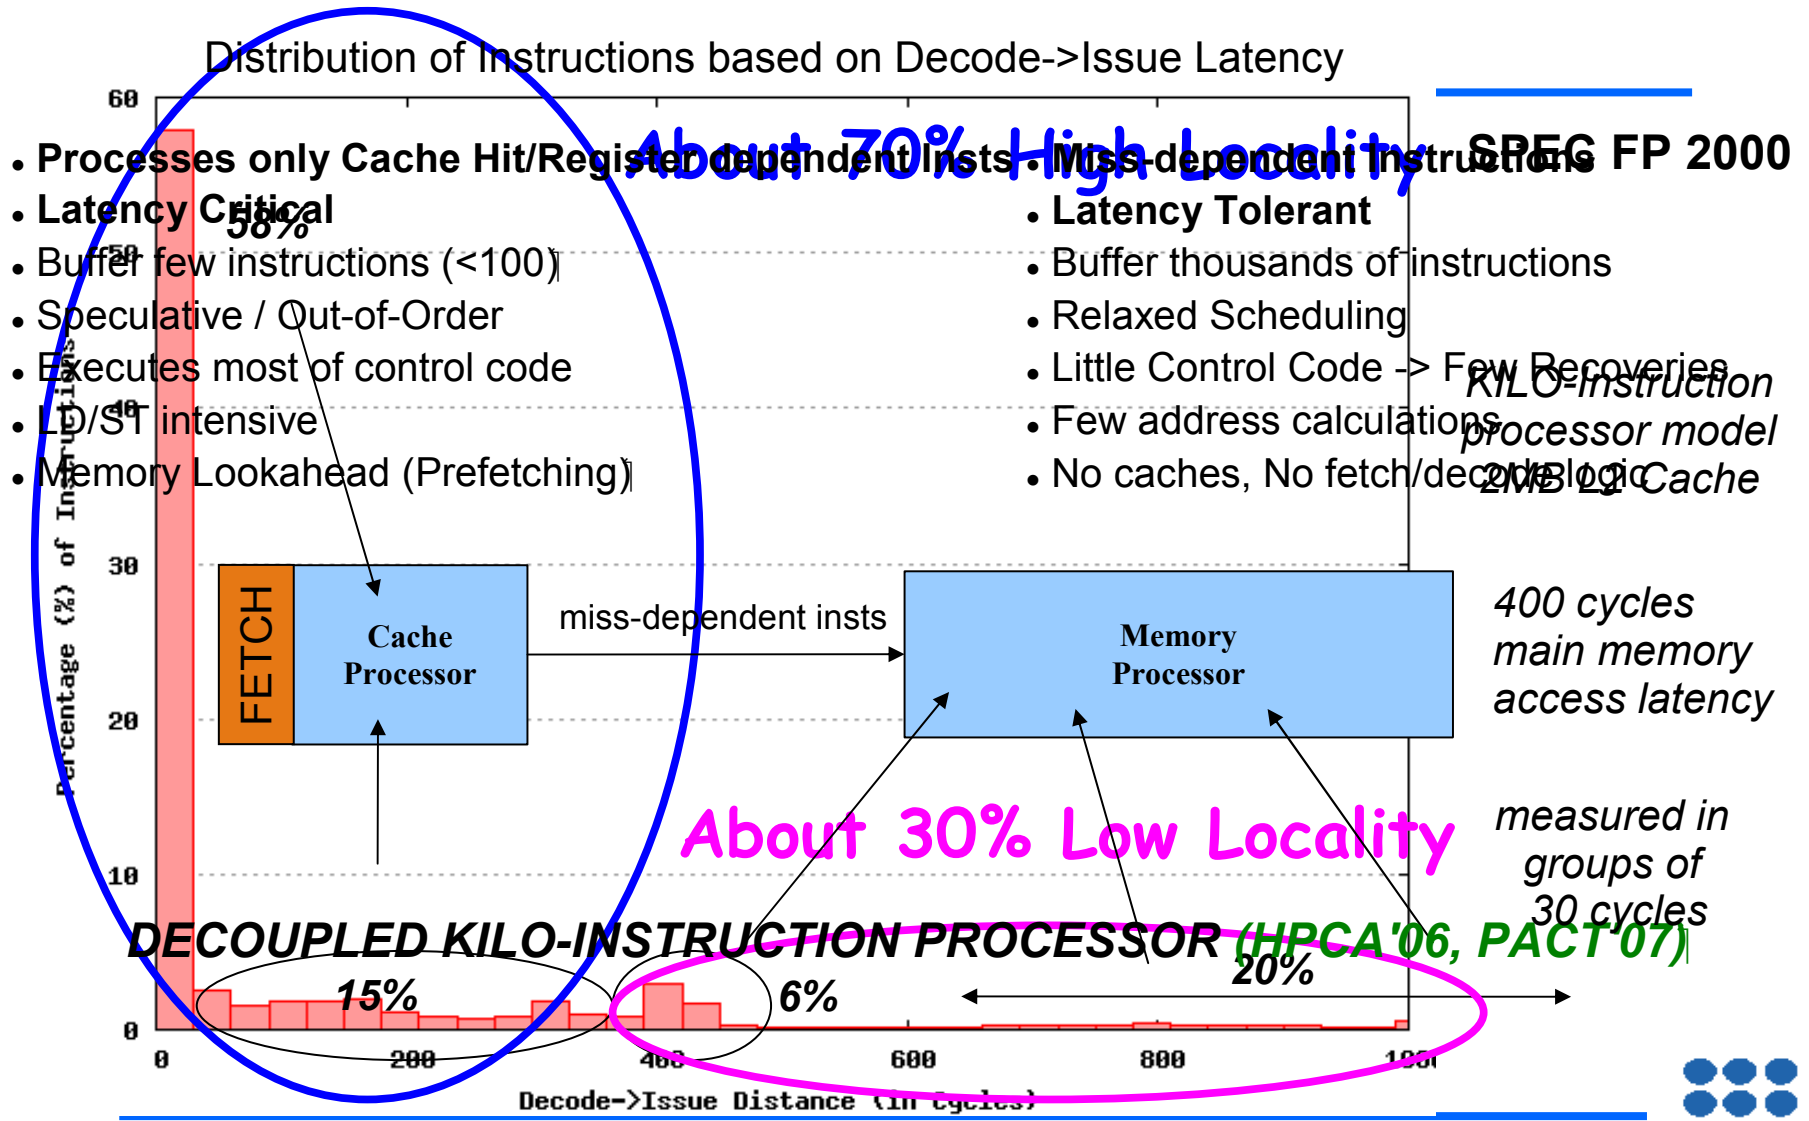 Distribution of Instructions based on Decode->Issue Latency
60
About 70% High Locality
SPEC FP 2000
• Processes only Cache Hit/Register dependent Insts
• Latency Critical
58%
• Buffer few instructions (<100)
50
• Speculative / Out-of-Order
• Executes most of control code
• LD/ST intensive
40
• Memory Lookahead (Prefetching)
• Miss-dependent Instructions
• Latency Tolerant
• Buffer thousands of instructions
• Relaxed Scheduling
• Little Control Code -> Few Recoveries
• Few address calculations
• No caches, No fetch/decode logic
KILO-Instruction
processor model
2MB L2 Cache
Percentage (%) of Instructions
30
FETCH
Cache
Processor
miss-dependent insts
Memory
Processor
400 cycles
main memory
access latency
20
About 30% Low Locality
measured in
groups of
30 cycles
10
DECOUPLED KILO-INSTRUCTION PROCESSOR (HPCA'06, PACT'07)
15%
6%
20%
0
0 200 400 600 800 1000
Decode->Issue Distance (in Cycles)